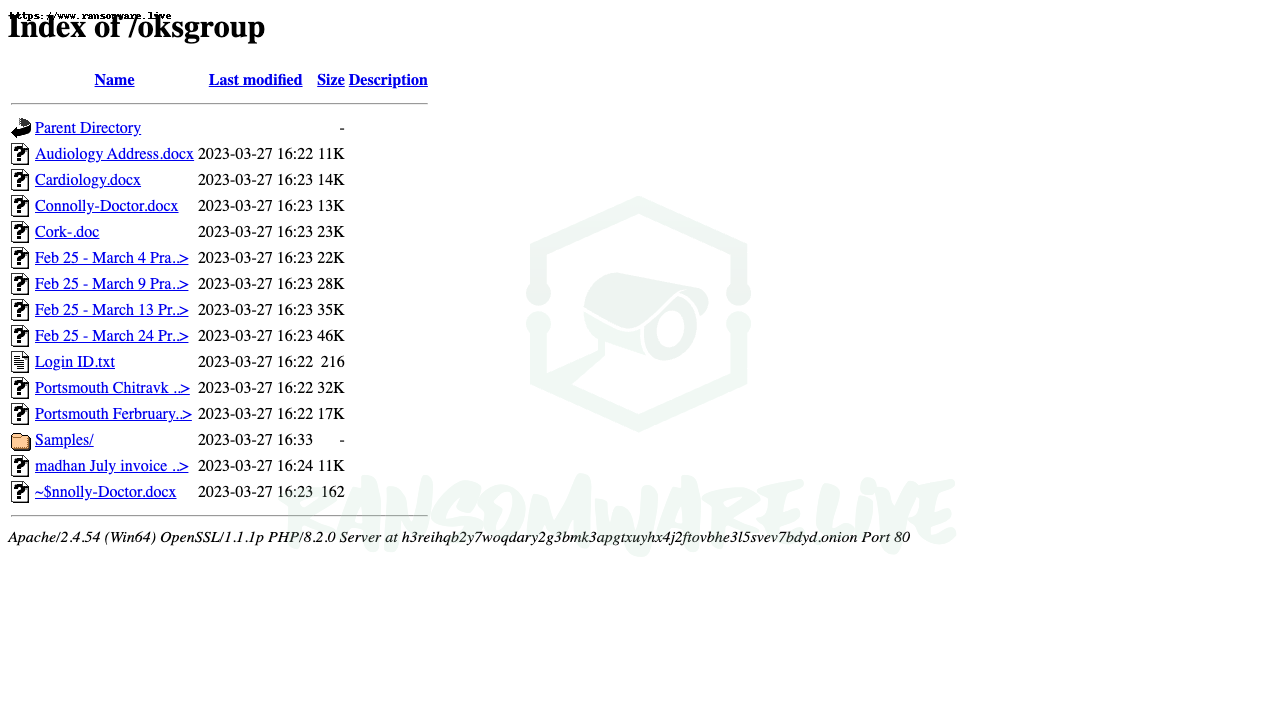 https://www.ransomware.live
Index of /oksgroup
Name Last modified Size Description
Parent Directory -
Audiology Address.docx 2023-03-27 16:22 11K
Cardiology.docx 2023-03-27 16:23 14K
Connolly-Doctor.docx 2023-03-27 16:23 13K
Cork-.doc 2023-03-27 16:23 23K
Feb 25 - March 4 Pra..> 2023-03-27 16:23 22K
Feb 25 - March 9 Pra..> 2023-03-27 16:23 28K
Feb 25 - March 13 Pr..> 2023-03-27 16:23 35K
Feb 25 - March 24 Pr..> 2023-03-27 16:23 46K
Login ID.txt 2023-03-27 16:22 216
Portsmouth Chitravk ..> 2023-03-27 16:22 32K
Portsmouth Ferbruary..> 2023-03-27 16:22 17K
Samples/ 2023-03-27 16:33 -
madhan July invoice ..> 2023-03-27 16:24 11K
~$nnolly-Doctor.docx 2023-03-27 16:23 162
RANSOMWARE.LIVE
Apache/2.4.54 (Win64) OpenSSL/1.1.1p PHP/8.2.0 Server at h3reihqb2y7woqdary2g3bmk3apgtxuyhx4j2ftovbhe3l5svev7bdyd.onion Port 80